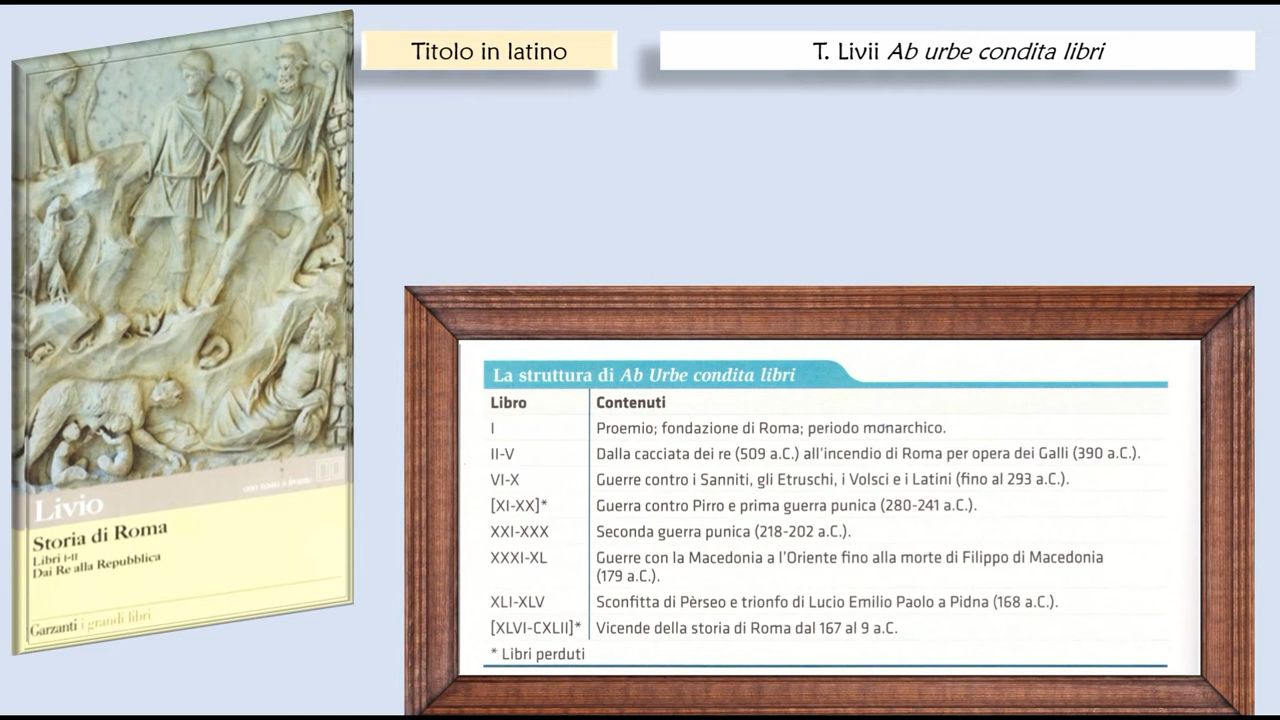 Titolo in latino
T. Livii Ab urbe condita libri
Livio
Storia di Roma
Libri I-II
Dai Re alla Repubblica
Garzanti i grandi libri
La struttura di Ab Urbe condita libri
Libro Contenuti
I Proemio; fondazione di Roma; periodo monarchico.
II-V Dalla cacciata dei re (509 a.C.) all'incendio di Roma per opera dei Galli (390 a.C.).
VI-X Guerre contro i Sanniti, gli Etruschi, i Volsci e i Latini (fino al 293 a.C.).
[XI-XX]* Guerra contro Pirro e prima guerra punica (280-241 a.C.).
XXI-XXX Seconda guerra punica (218-202 a.C.).
XXXI-XL Guerre con la Macedonia a l'Oriente fino alla morte di Filippo di Macedonia
(179 a.C.).
XLI-XLV Sconfitta di Pèrseo e trionfo di Lucio Emilio Paolo a Pidna (168 a.C.).
[XLVI-CXLII]* Vicende della storia di Roma dal 167 al 9 a.C.
* Libri perduti